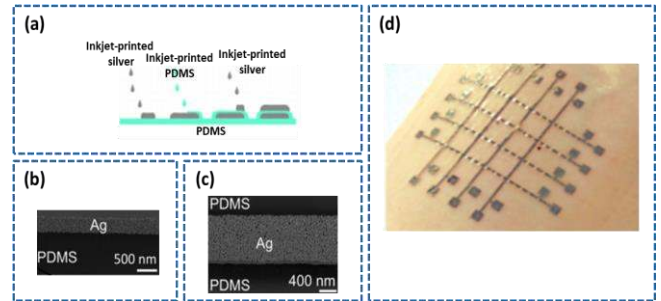 (a)
Inkjet-printed
silver
Inkjet-printed
PDMS
Inkjet-printed
silver
PDMS
(b)
Ag
PDMS
500 nm
(c)
PDMS
Ag
PDMS
400 nm
(d)